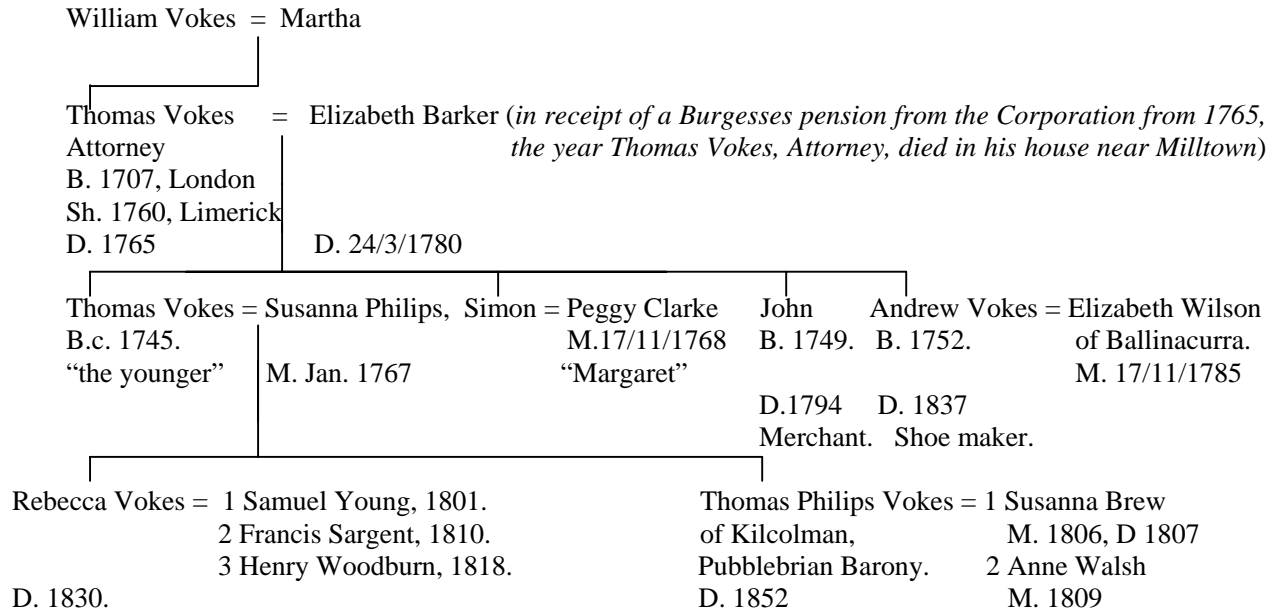 William Vokes = Martha
Thomas Vokes = Elizabeth Barker (in receipt of a Burgesses pension from the Corporation from 1765,
Attorney the year Thomas Vokes, Attorney, died in his house near Milltown)
B. 1707, London
Sh. 1760, Limerick
D. 1765 D. 24/3/1780
Thomas Vokes = Susanna Philips, Simon = Peggy Clarke John Andrew Vokes = Elizabeth Wilson
B.c. 1745. M.17/11/1768 B. 1749. B. 1752. of Ballinacurra.
“the younger” M. Jan. 1767 “Margaret” M. 17/11/1785
D.1794 D. 1837
Merchant. Shoe maker.
Rebecca Vokes = 1 Samuel Young, 1801. Thomas Philips Vokes = 1 Susanna Brew
2 Francis Sargent, 1810. of Kilcolman, M. 1806, D 1807
3 Henry Woodburn, 1818. Pubblebrian Barony. 2 Anne Walsh
D. 1830. D. 1852 M. 1809